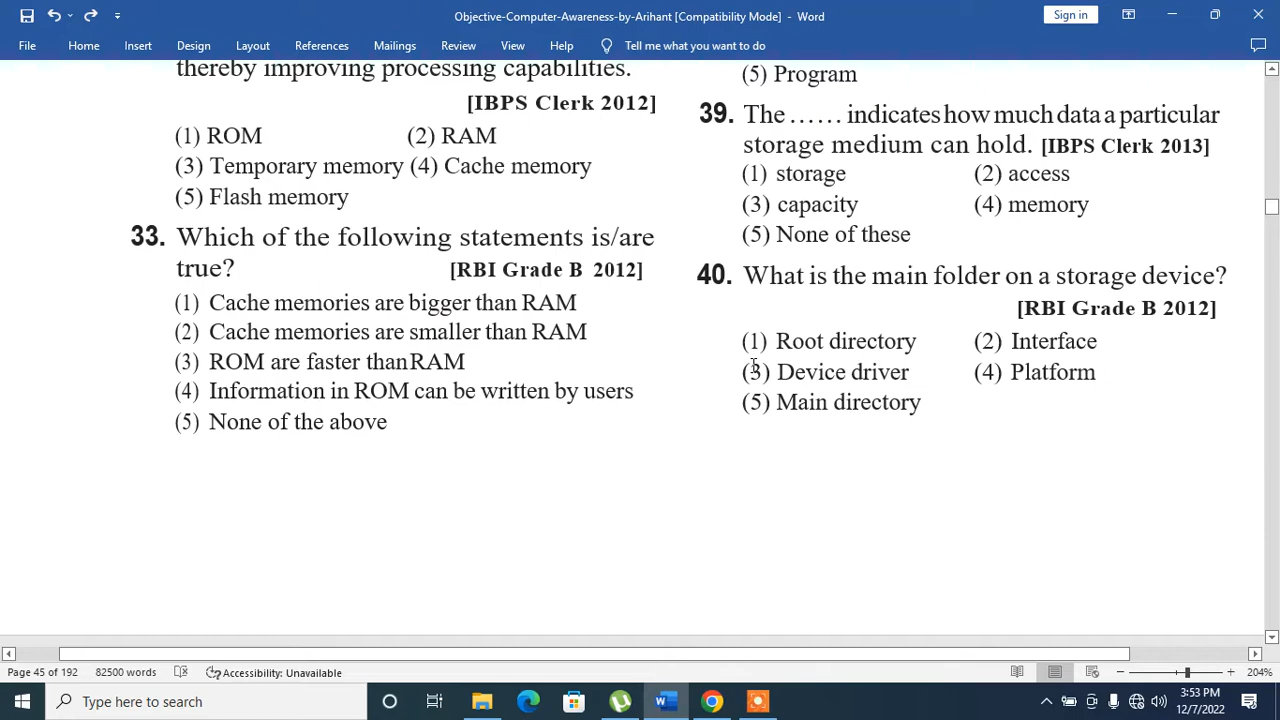 Objective-Computer-Awareness-by-Arihant [Compatibility Mode] - Word
Sign in
File Home Insert Design Layout References Mailings Review View Help Tell me what you want to do
thereby improving processing capabilities.
[IBPS Clerk 2012]
(1) ROM (2) RAM
(3) Temporary memory (4) Cache memory
(5) Flash memory
33. Which of the following statements is/are
true? [RBI Grade B 2012]
(1) Cache memories are bigger than RAM
(2) Cache memories are smaller than RAM
(3) ROM are faster than RAM
(4) Information in ROM can be written by users
(5) None of the above
(5) Program
39. The …… indicates how much data a particular
storage medium can hold. [IBPS Clerk 2013]
(1) storage (2) access
(3) capacity (4) memory
(5) None of these
40. What is the main folder on a storage device?
[RBI Grade B 2012]
(1) Root directory (2) Interface
(3) Device driver (4) Platform
(5) Main directory
Page 45 of 192 82500 words Accessibility: Unavailable 204%
Type here to search
3:53 PM
12/7/2022